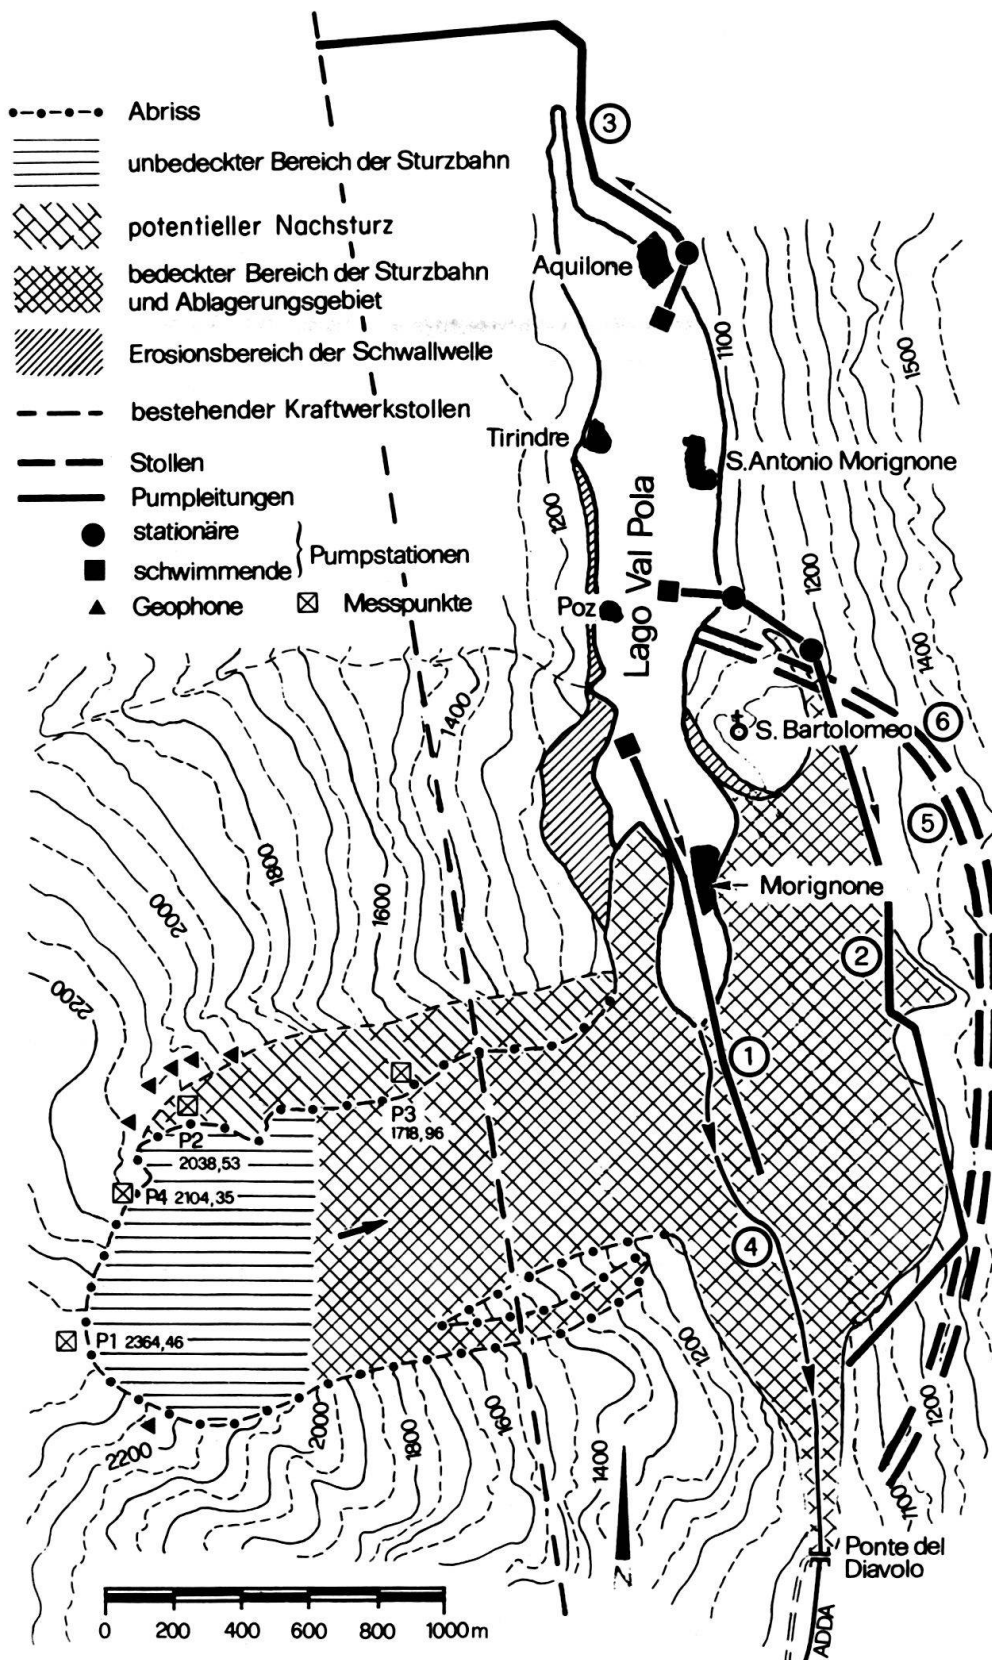 Abriss
unbedeckter Bereich der Sturzbahn
potentieller Nachsturz
bedeckter Bereich der Sturzbahn
und Ablagerungsgebiet
Erosionsbereich der Schwallwelle
bestehender Kraftwerkstollen
Stollen
Pumpleitungen
stationäre
schwimmende
Pumpstationen
Geophone
Messpunkte
3
Aquilone
1100
1500
Tirindre
S.Antonio Morignone
1200
Lago Val Pola
1200
Poz
1400
1400
6
S. Bartolomeo
5
1800
2000
1600
Morignone
2
2200
1
P3
1718,96
P2
2038,53
P4 2104,35
4
P1 2364,46
1200
2200
2000
1800
1600
1400
1200
Z
Ponte del
Diavolo
ADDA
0 200 400 600 800 1000m